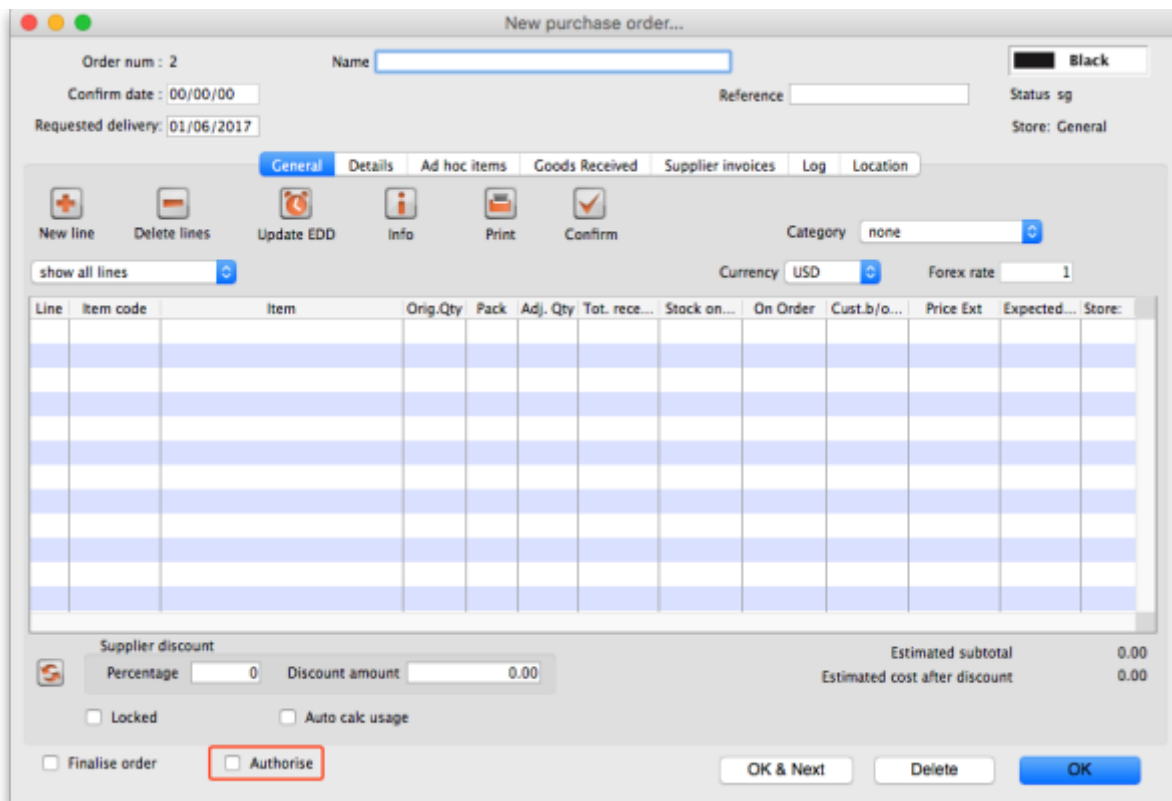 New purchase order...
Order num : 2 Name Black
Confirm date : 00/00/00 Reference Status sg
Requested delivery: 01/06/2017 Store: General
General Details Ad hoc items Goods Received Supplier invoices Log Location
New line Delete lines Update EDD Info Print Confirm Category none
show all lines Currency USD Forex rate 1
Line Item code Item Orig.Qty Pack Adj. Qty Tot. rece... Stock on... On Order Cust.b/o... Price Ext Expected... Store:
Supplier discount Estimated subtotal 0.00
Percentage 0 Discount amount 0.00 Estimated cost after discount 0.00
Locked Auto calc usage
Finalise order Authorise OK & Next Delete OK